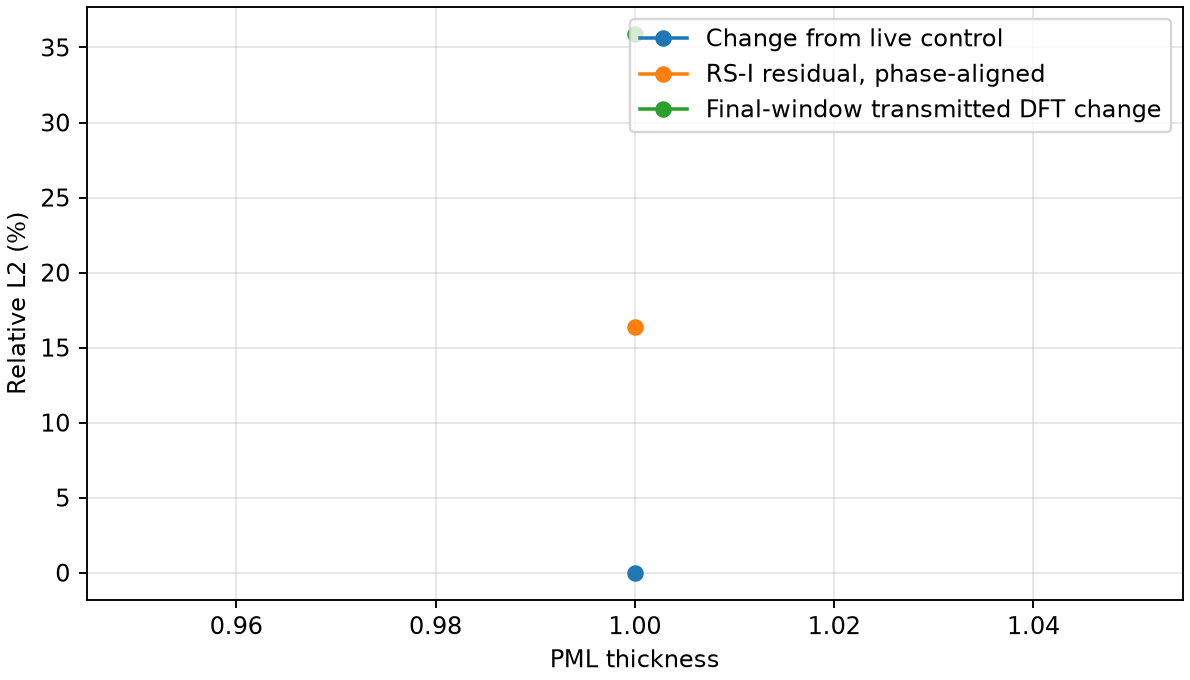 Change from live control
RS-I residual, phase-aligned
Final-window transmitted DFT change
Relative L2 (%)
35
30
25
20
15
10
5
0
0.96 0.98 1.00 1.02 1.04
PML thickness